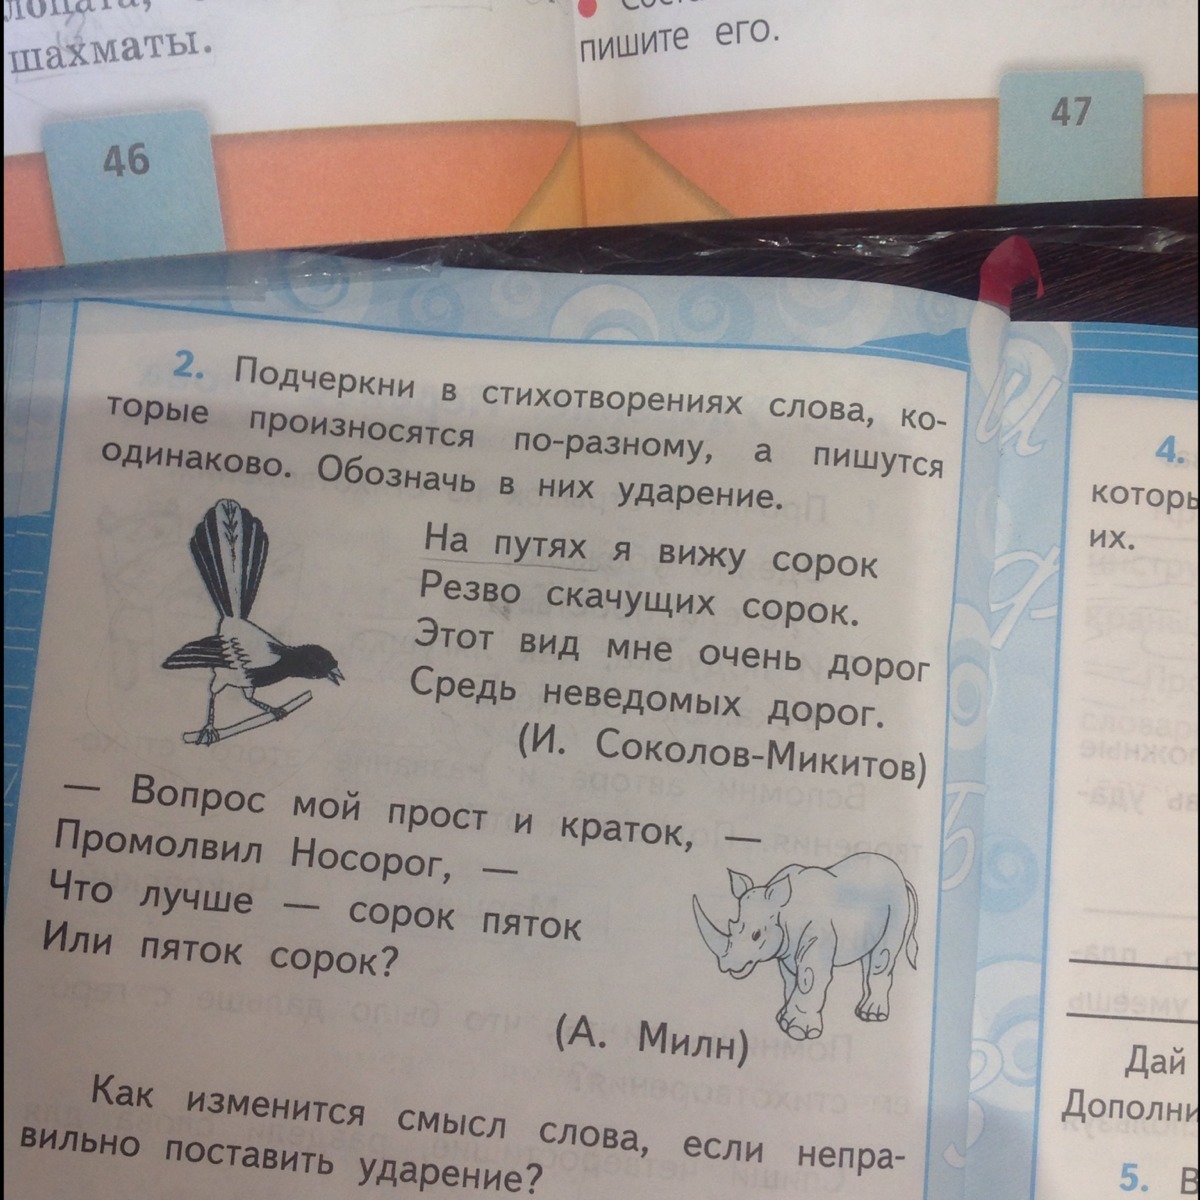 шахматы.
пишите его.
46
47
2. Подчеркни в стихотворениях слова, ко-
торые произносятся по-разному, а пишутся
одинаково. Обозначь в них ударение.
На путях я вижу сорок
Резво скачущих сорок.
Этот вид мне очень дорог
Средь неведомых дорог.
(И. Соколов-Микитов)
— Вопрос мой прост и краток, —
Промолвил Носорог, —
Что лучше — сорок пяток
Или пяток сорок?
(А. Милн)
Как изменится смысл слова, если непра-
вильно поставить ударение?
4.
их.
Дай
5. В